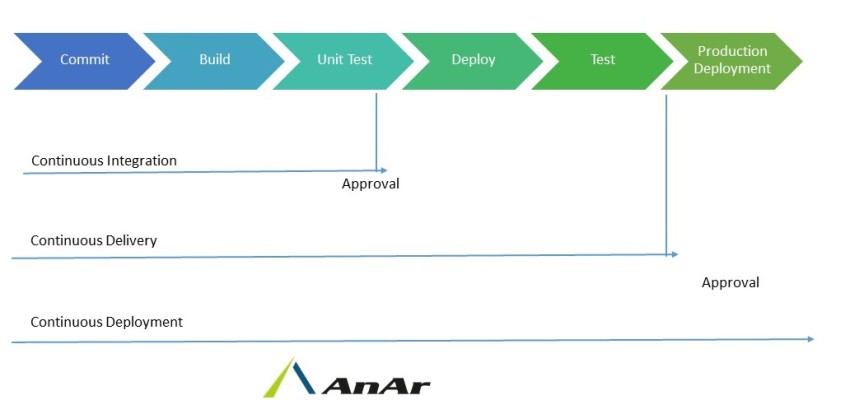 Commit
Build
Unit Test
Deploy
Test
Production
Deployment
Continuous Integration
Approval
Continuous Delivery
Approval
Continuous Deployment
AnAr